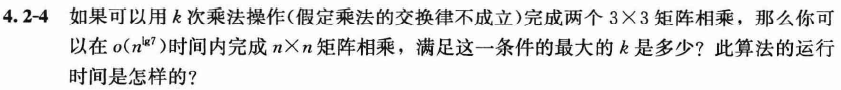 4.2-4 如果可以用 k 次乘法操作(假定乘法的交换律不成立)完成两个 3×3 矩阵相乘，那么你可
以在 o(n^{lg7})时间内完成 n×n 矩阵相乘，满足这一条件的最大的 k 是多少？此算法的运行
时间是怎样的？